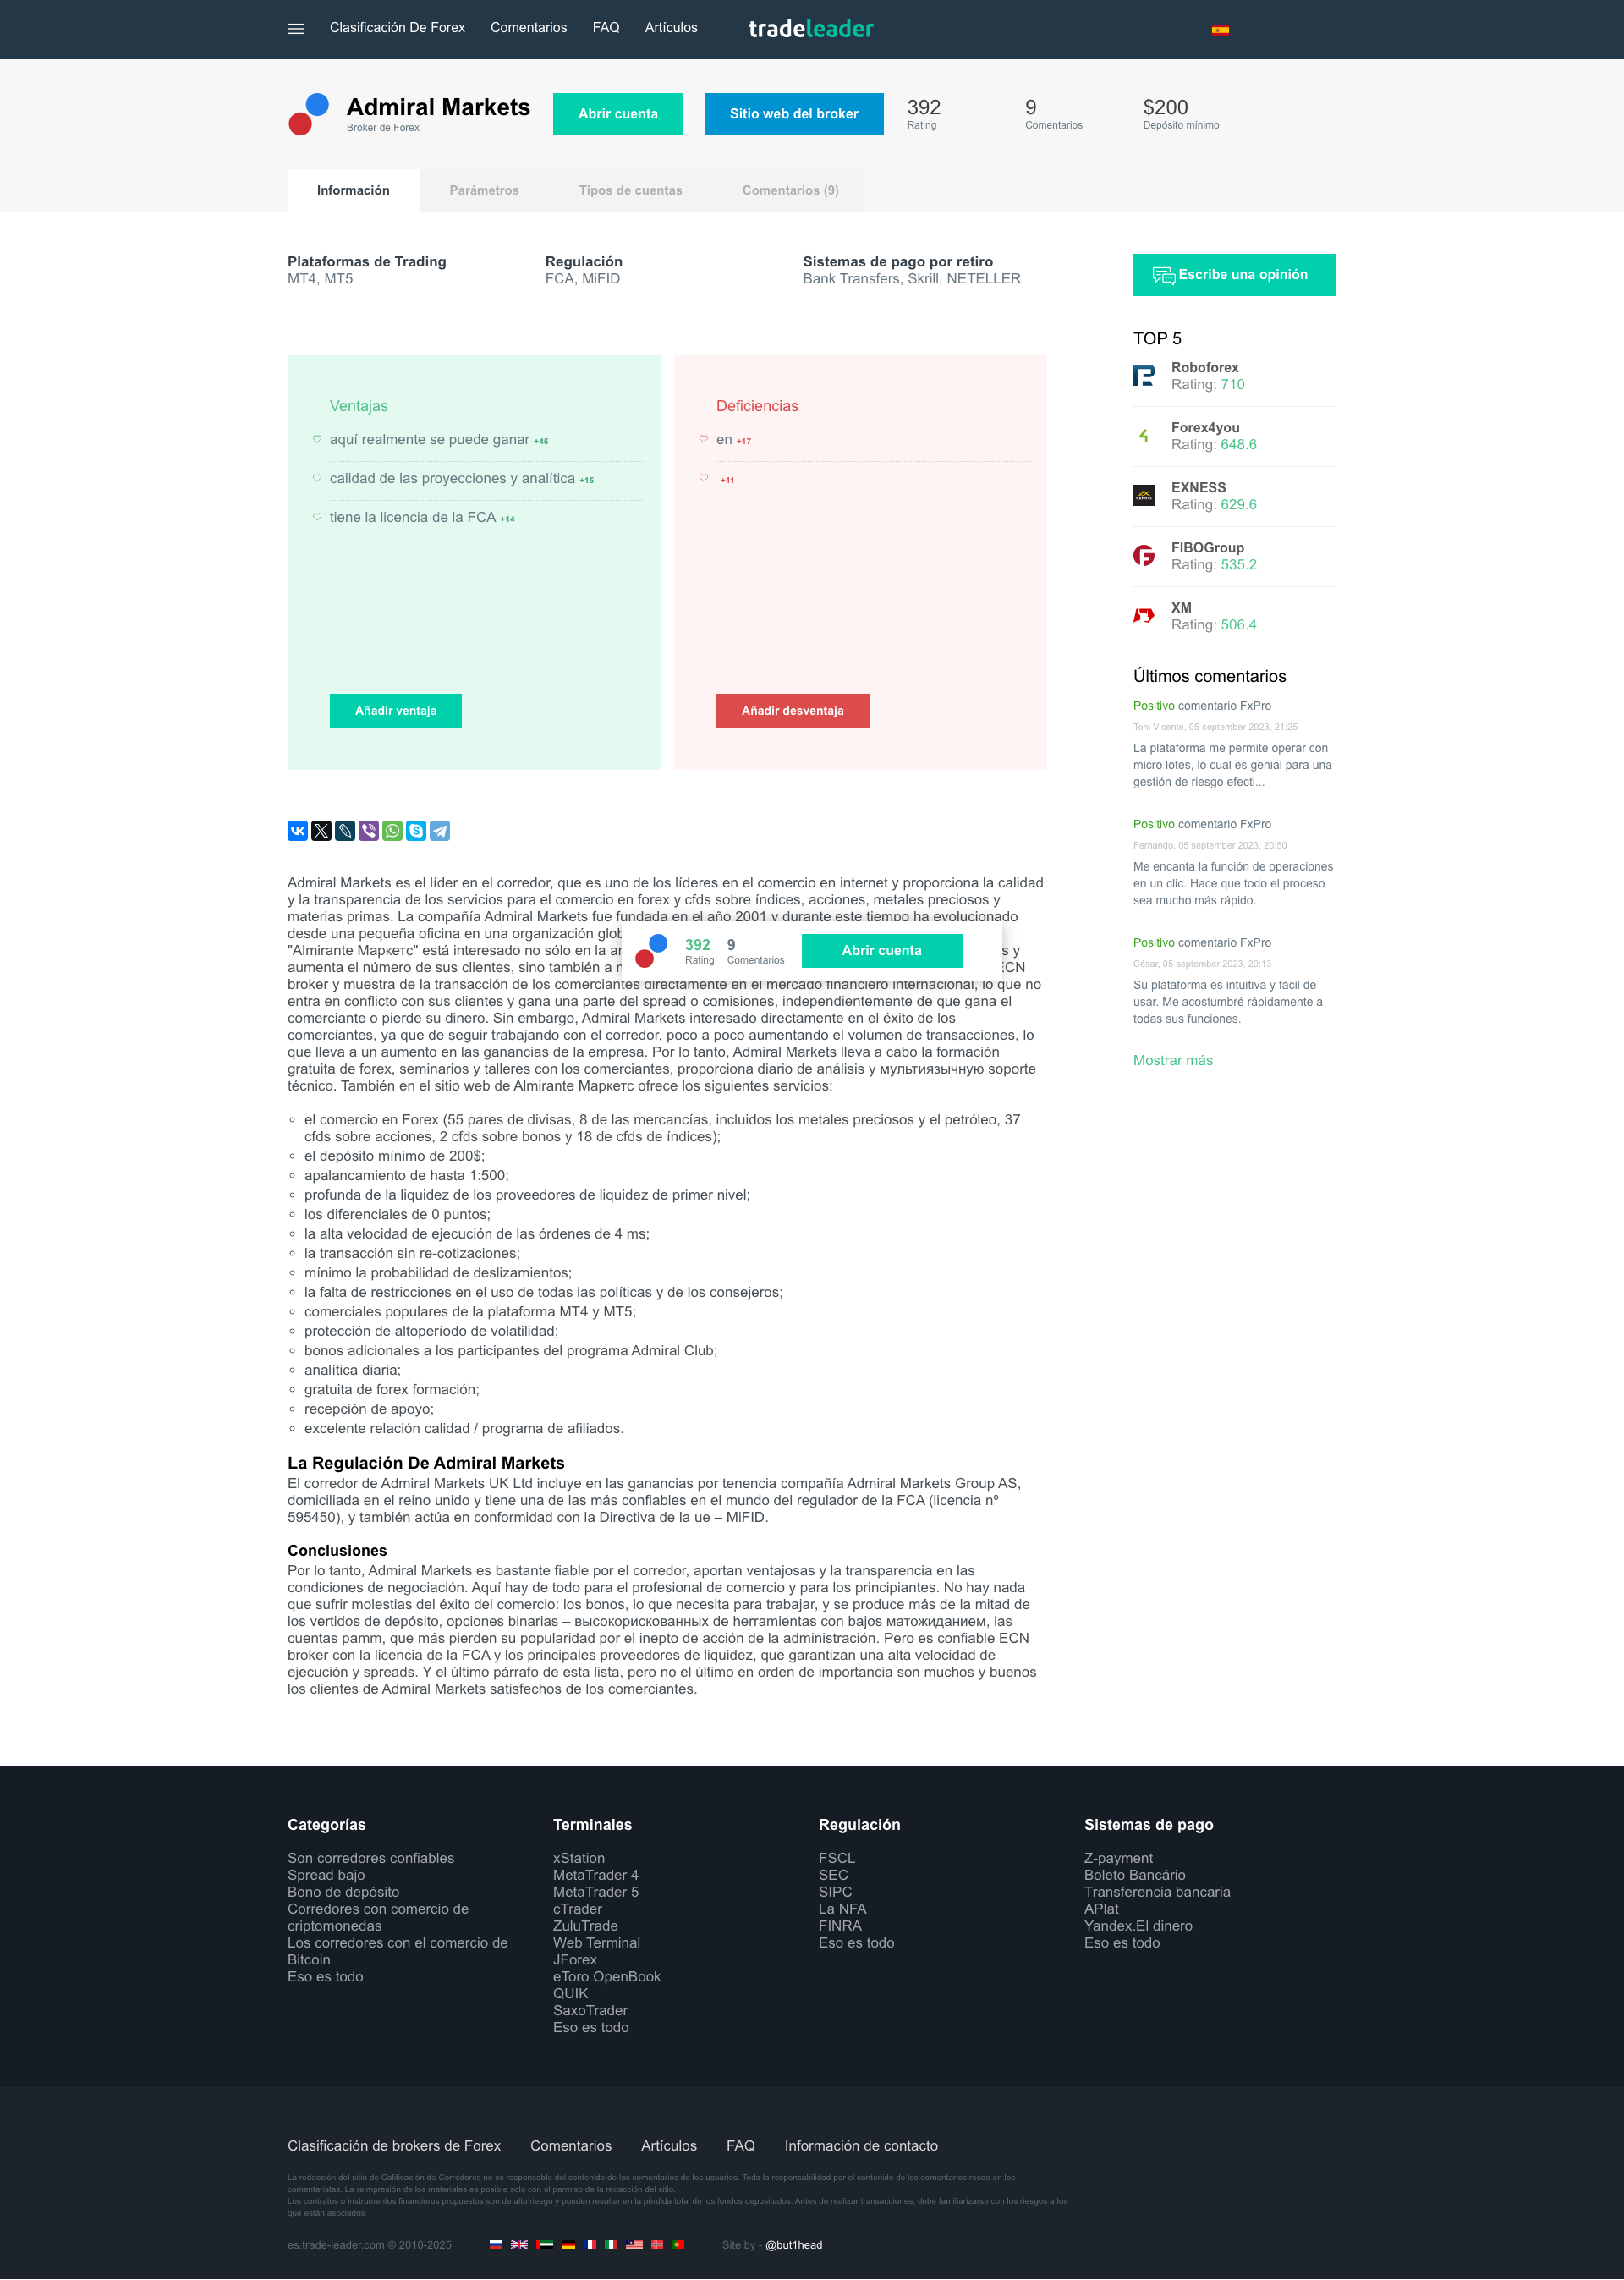 Clasificación De Forex Comentarios FAQ Artículos tradeleader
Admiral Markets
Broker de Forex
Abrir cuenta
Sitio web del broker
392
Rating
9
Comentarios
$200
Depósito mínimo
Información Parámetros Tipos de cuentas Comentarios (9)
Plataformas de Trading
MT4, MT5
Regulación
FCA, MiFID
Sistemas de pago por retiro
Bank Transfers, Skrill, NETELLER
Ventajas
aquí realmente se puede ganar +45
calidad de las proyecciones y analítica +15
tiene la licencia de la FCA +14
Añadir ventaja
Deficiencias
en +17
+11
Añadir desventaja
Escribe una opinión
TOP 5
Roboforex
Rating: 710
Forex4you
Rating: 648.6
EXNESS
Rating: 629.6
FIBOGroup
Rating: 535.2
XM
Rating: 506.4
Últimos comentarios
Positivo comentario FxPro
Toni Vicente, 05 september 2023, 21:25
La plataforma me permite operar con
micro lotes, lo cual es genial para una
gestión de riesgo efecti...
Positivo comentario FxPro
Fernando, 05 september 2023, 20:50
Me encanta la función de operaciones
en un clic. Hace que todo el proceso
sea mucho más rápido.
Positivo comentario FxPro
César, 05 september 2023, 20:13
Su plataforma es intuitiva y fácil de
usar. Me acostumbré rápidamente a
todas sus funciones.
Mostrar más
Admiral Markets es el líder en el corredor, que es uno de los líderes en el comercio en internet y proporciona la calidad
y la transparencia de los servicios para el comercio en forex y cfds sobre índices, acciones, metales preciosos y
materias primas. La compañía Admiral Markets fue fundada en el año 2001 y durante este tiempo ha evolucionado
desde una pequeña oficina en una organización
"Almirante Маркетс" está interesado no sólo en la s y
aumenta el número de sus clientes, sino también a ECN
broker y muestra de la transacción de los comerciantes directamente en el mercado financiero internacional, lo que no
entra en conflicto con sus clientes y gana una parte del spread o comisiones, independientemente de que gana el
comerciante o pierde su dinero. Sin embargo, Admiral Markets interesado directamente en el éxito de los
comerciantes, ya que de seguir trabajando con el corredor, poco a poco aumentando el volumen de transacciones, lo
que lleva a un aumento en las ganancias de la empresa. Por lo tanto, Admiral Markets lleva a cabo la formación
gratuita de forex, seminarios y talleres con los comerciantes, proporciona diario de análisis y мультиязычную soporte
técnico. También en el sitio web de Almirante Маркетс ofrece los siguientes servicios:
392
Rating
9
Comentarios
Abrir cuenta
el comercio en Forex (55 pares de divisas, 8 de las mercancías, incluidos los metales preciosos y el petróleo, 37
cfds sobre acciones, 2 cfds sobre bonos y 18 de cfds de índices);
el depósito mínimo de 200$;
apalancamiento de hasta 1:500;
profunda de la liquidez de los proveedores de liquidez de primer nivel;
los diferenciales de 0 puntos;
la alta velocidad de ejecución de las órdenes de 4 ms;
la transacción sin re-cotizaciones;
mínimo la probabilidad de deslizamientos;
la falta de restricciones en el uso de todas las políticas y de los consejeros;
comerciales populares de la plataforma MT4 y MT5;
protección de altoperíodo de volatilidad;
bonos adicionales a los participantes del programa Admiral Club;
analítica diaria;
gratuita de forex formación;
recepción de apoyo;
excelente relación calidad / programa de afiliados.
La Regulación De Admiral Markets
El corredor de Admiral Markets UK Ltd incluye en las ganancias por tenencia compañía Admiral Markets Group AS,
domiciliada en el reino unido y tiene una de las más confiables en el mundo del regulador de la FCA (licencia nº
595450), y también actúa en conformidad con la Directiva de la ue – MiFID.
Conclusiones
Por lo tanto, Admiral Markets es bastante fiable por el corredor, aportan ventajosas y la transparencia en las
condiciones de negociación. Aquí hay de todo para el profesional de comercio y para los principiantes. No hay nada
que sufrir molestias del éxito del comercio: los bonos, lo que necesita para trabajar, y se produce más de la mitad de
los vertidos de depósito, opciones binarias – высокорискованных de herramientas con bajos матожиданием, las
cuentas pamm, que más pierden su popularidad por el inepto de acción de la administración. Pero es confiable ECN
broker con la licencia de la FCA y los principales proveedores de liquidez, que garantizan una alta velocidad de
ejecución y spreads. Y el último párrafo de esta lista, pero no el último en orden de importancia son muchos y buenos
los clientes de Admiral Markets satisfechos de los comerciantes.
Categorías
Son corredores confiables
Spread bajo
Bono de depósito
Corredores con comercio de
criptomonedas
Los corredores con el comercio de
Bitcoin
Eso es todo
Terminales
xStation
MetaTrader 4
MetaTrader 5
cTrader
ZuluTrade
Web Terminal
JForex
eToro OpenBook
QUIK
SaxoTrader
Eso es todo
Regulación
FSCL
SEC
SIPC
La NFA
FINRA
Eso es todo
Sistemas de pago
Z-payment
Boleto Bancário
Transferencia bancaria
APlat
Yandex.El dinero
Eso es todo
Clasificación de brokers de Forex Comentarios Artículos FAQ Información de contacto
La redacción del sitio de Calificación de Corredores no es responsable del contenido de los comentarios de los usuarios. Toda la responsabilidad por el contenido de los comentarios recae en los
comentaristas. La reimpresión de los materiales es posible solo con el permiso de la redacción del sitio.
Los contratos o instrumentos financieros propuestos son de alto riesgo y pueden resultar en la pérdida total de los fondos depositados. Antes de realizar transacciones, debe familiarizarse con los riesgos a los
que están asociados
es.trade-leader.com © 2010-2025 Site by - @but1head